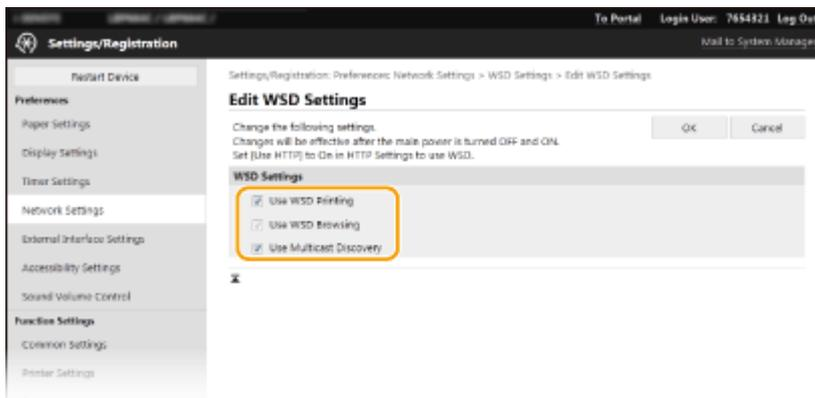 To Portal Login User: 7654321 Log Out
Settings/Registration
Mail to System Manager
Restart Device
Preferences
Paper Settings
Display Settings
Timer Settings
Network Settings
External Interface Settings
Accessibility Settings
Sound Volume Control
Function Settings
Common Settings
Printer Settings
Settings/Registration: Preferences: Network Settings > WSD Settings > Edit WSD Settings
Edit WSD Settings
Change the following settings.
Changes will be effective after the main power is turned OFF and ON.
Set [Use HTTP] to On in HTTP Settings to use WSD.
OK Cancel
WSD Settings
Use WSD Printing
Use WSD Browsing
Use Multicast Discovery